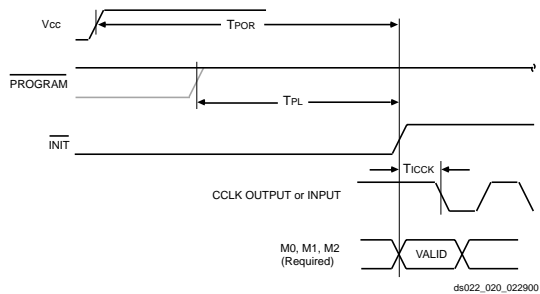 Vcc
TPOR
PROGRAM
TPL
INIT
TICCK
CCLK OUTPUT or INPUT
M0, M1, M2
(Required)
VALID
ds022_020_022900